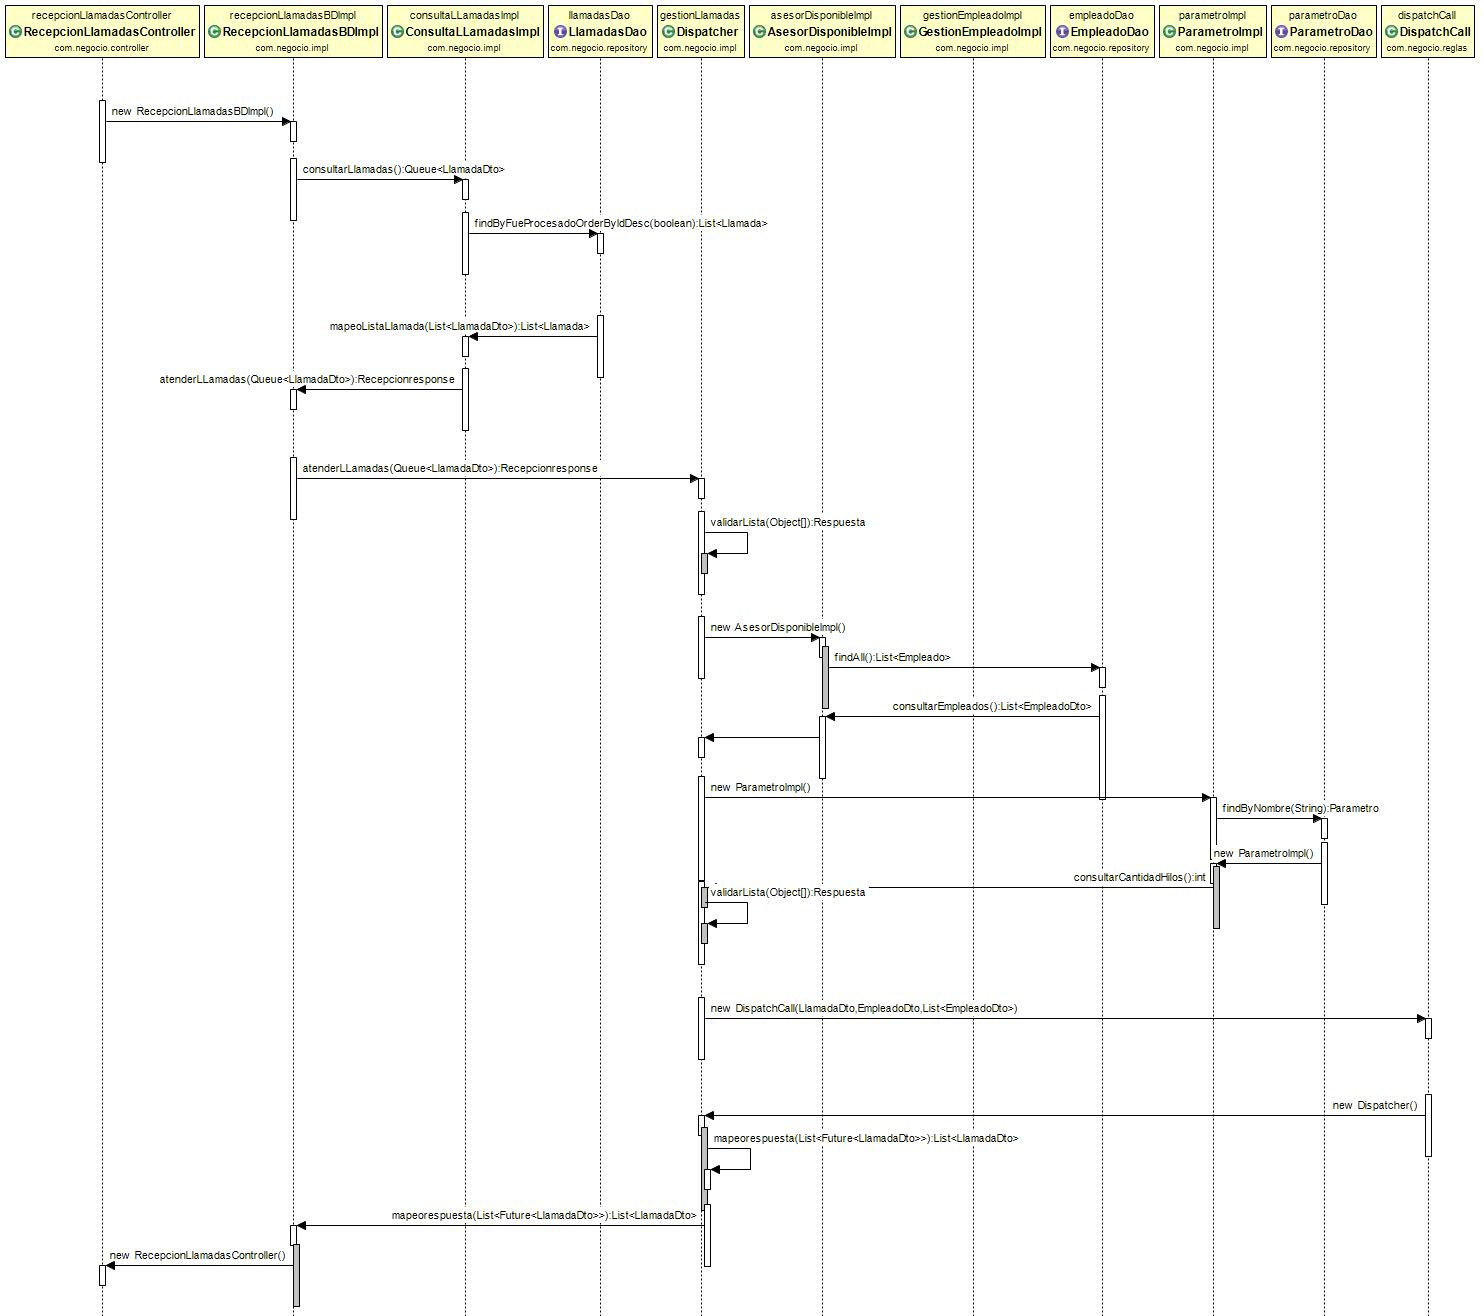 recepcionLlamadasController
C RecepcionLlamadasController
com.negocio.controller
recepcionLlamadasBDImpl
C RecepcionLlamadasBDImpl
com.negocio.impl
consultaLLamadasImpl
C ConsultaLLamadasImpl
com.negocio.impl
llamadasDao
I LlamadasDao
com.negocio.repository
gestionLlamadas
C Dispatcher
com.negocio.impl
asesorDisponibleImpl
C AsesorDisponibleImpl
com.negocio.impl
gestionEmpleadoImpl
C GestionEmpleadoImpl
com.negocio.impl
empleadoDao
I EmpleadoDao
com.negocio.repository
parametroImpl
C ParametroImpl
com.negocio.impl
parametroDao
I ParametroDao
com.negocio.repository
dispatchCall
C DispatchCall
com.negocio.reglas
new RecepcionLlamadasBDImpl()
consultarLlamadas():Queue<LlamadaDto>
findByFueProcesadoOrderByIdDesc(boolean):List<Llamada>
mapeoListaLlamada(List<LlamadaDto>):List<Llamada>
atenderLLamadas(Queue<LlamadaDto>):Recepcionresponse
atenderLLamadas(Queue<LlamadaDto>):Recepcionresponse
validarLista(Object[]):Respuesta
new AsesorDisponibleImpl()
findAll():List<Empleado>
consultarEmpleados():List<EmpleadoDto>
new ParametroImpl()
findByNombre(String):Parametro
new ParametroImpl()
consultarCantidadHilos():int
validarLista(Object[]):Respuesta
new DispatchCall(LlamadaDto,EmpleadoDto,List<EmpleadoDto>)
new Dispatcher()
mapeorespuesta(List<Future<LlamadaDto>>):List<LlamadaDto>
mapeorespuesta(List<Future<LlamadaDto>>):List<LlamadaDto>
new RecepcionLlamadasController()